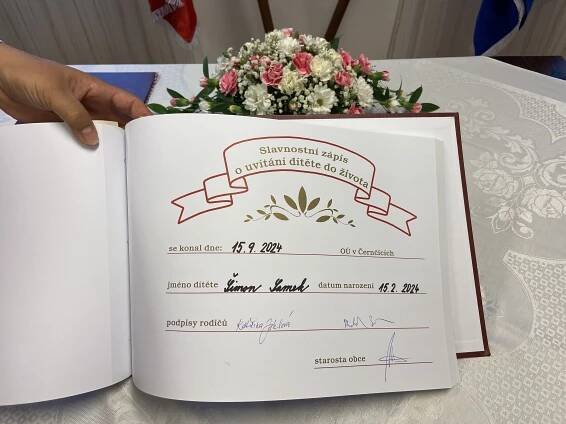 Slavnostní zápis
o uvítání dítěte do života
se konal dne: 15.9.2024 OÚ v Černčicích
jméno dítěte Šimon Samek datum narození 15.2.2024
podpisy rodičů
starosta obce